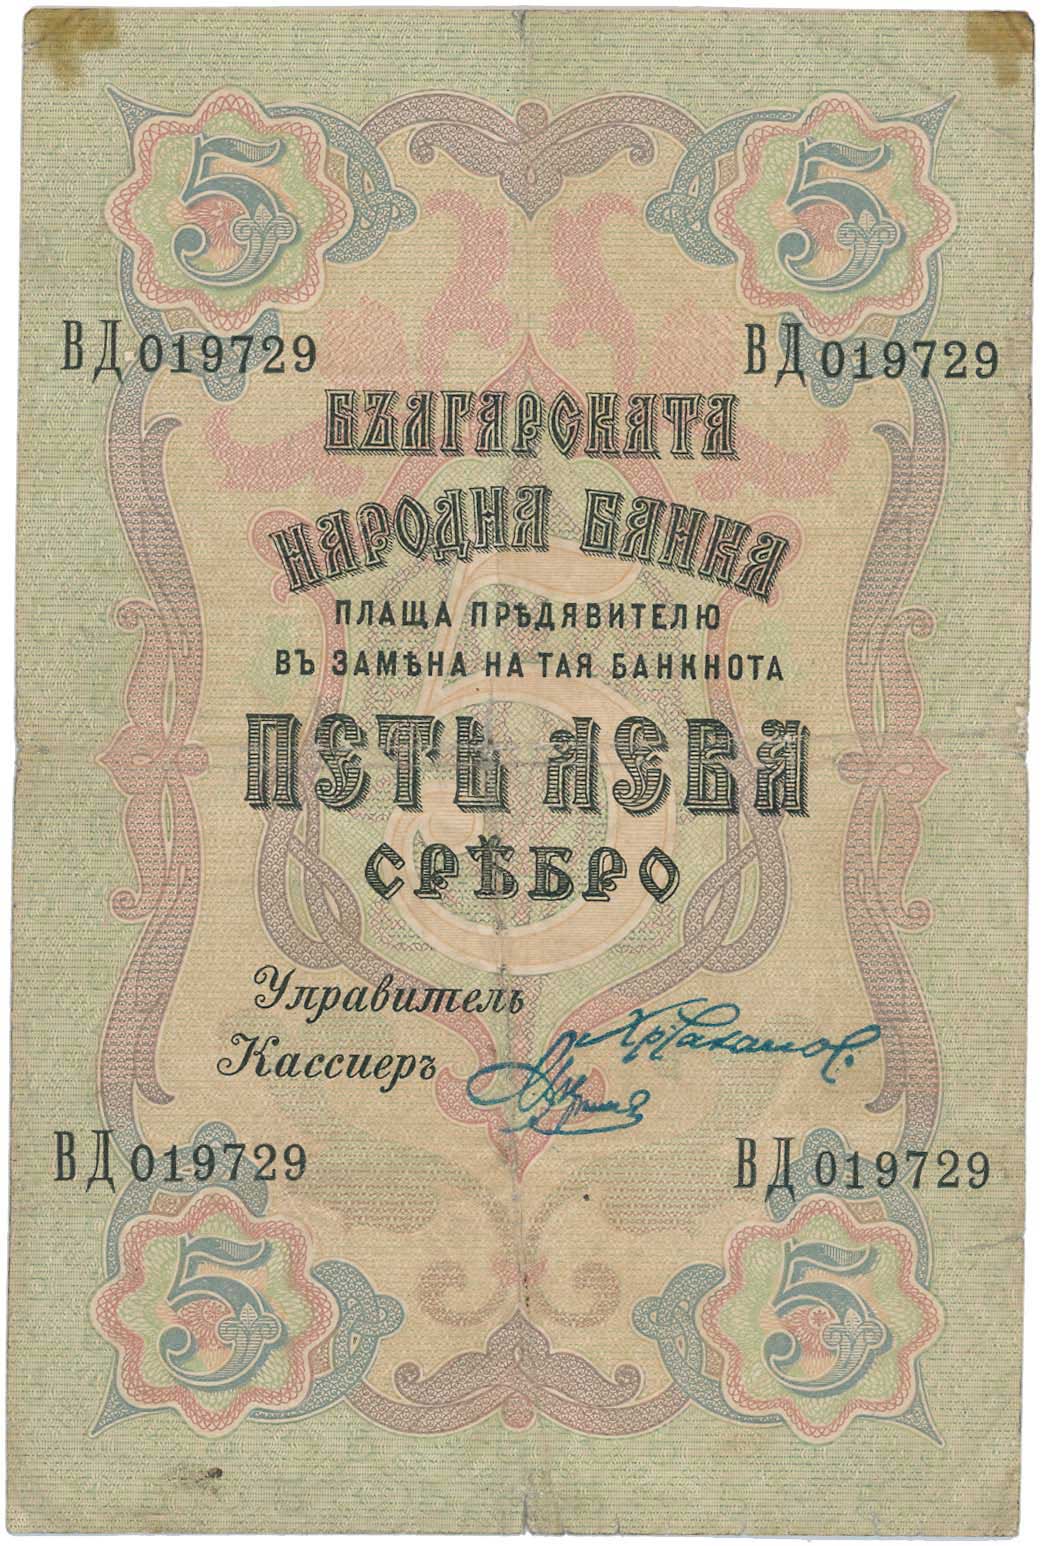 5 5
ВД 019729 ВД 019729
БЪЛГАРСКАТА
НАРОДНА БАНКА
ПЛАЩА ПРѢДЯВИТЕЛЮ
ВЪ ЗАМѢНА НА ТАЯ БАНКНОТА
ПЕТЬ ЛЕВА
СРѢБРО
5
Управитель
Кассиеръ
ВД 019729 ВД 019729
5 5